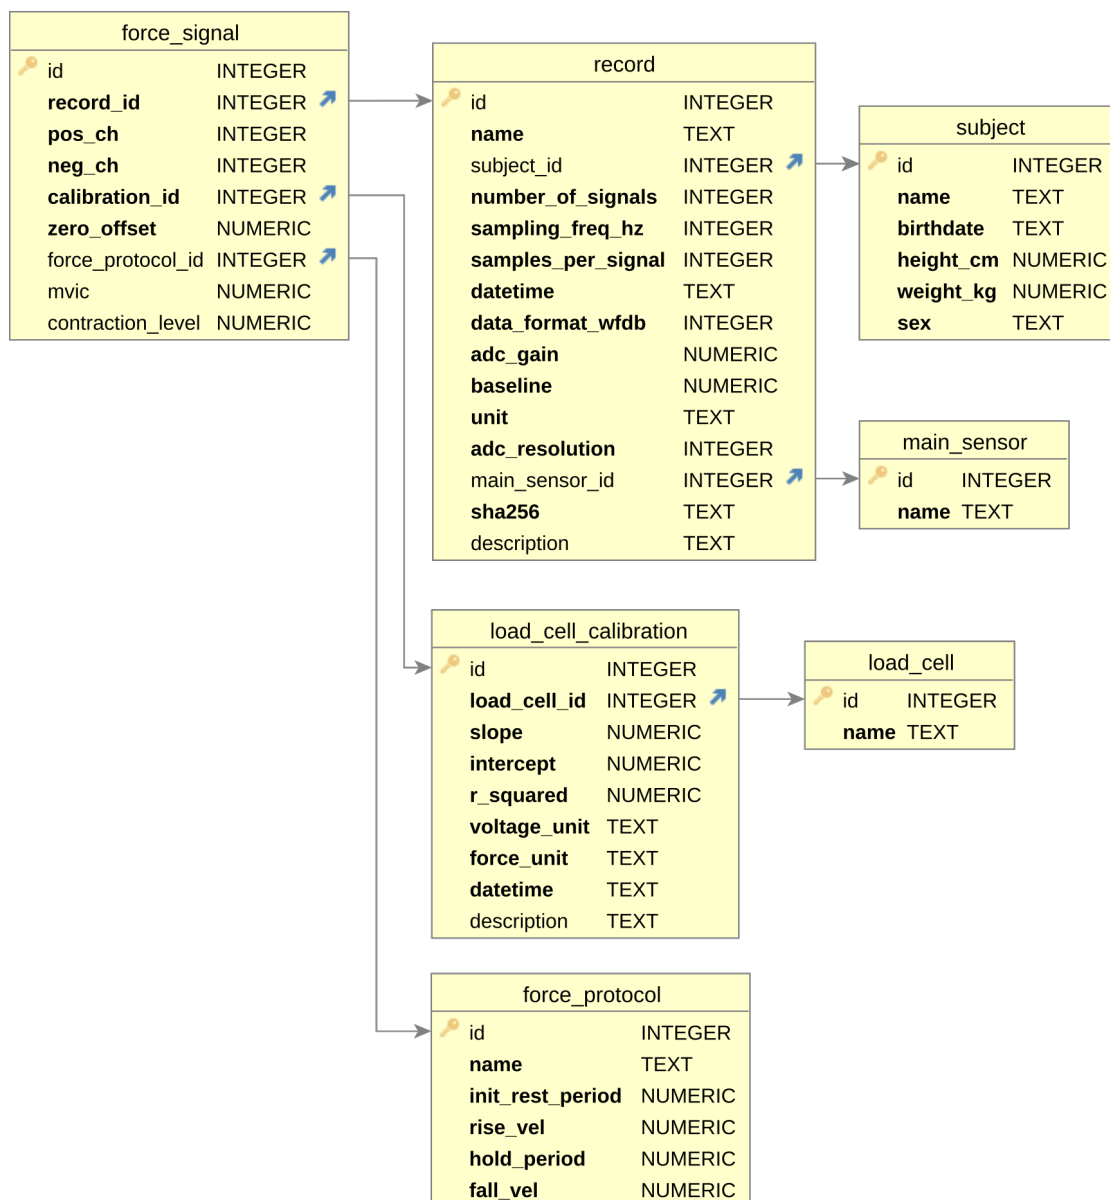 force_signal
id INTEGER
record_id INTEGER
pos_ch INTEGER
neg_ch INTEGER
calibration_id INTEGER
zero_offset NUMERIC
force_protocol_id INTEGER
mvic NUMERIC
contraction_level NUMERIC
record
id INTEGER
name TEXT
subject_id INTEGER
number_of_signals INTEGER
sampling_freq_hz INTEGER
samples_per_signal INTEGER
datetime TEXT
data_format_wfdb INTEGER
adc_gain NUMERIC
baseline NUMERIC
unit TEXT
adc_resolution INTEGER
main_sensor_id INTEGER
sha256 TEXT
description TEXT
subject
id INTEGER
name TEXT
birthdate TEXT
height_cm NUMERIC
weight_kg NUMERIC
sex TEXT
main_sensor
id INTEGER
name TEXT
load_cell_calibration
id INTEGER
load_cell_id INTEGER
slope NUMERIC
intercept NUMERIC
r_squared NUMERIC
voltage_unit TEXT
force_unit TEXT
datetime TEXT
description TEXT
load_cell
id INTEGER
name TEXT
force_protocol
id INTEGER
name TEXT
init_rest_period NUMERIC
rise_vel NUMERIC
hold_period NUMERIC
fall_vel NUMERIC